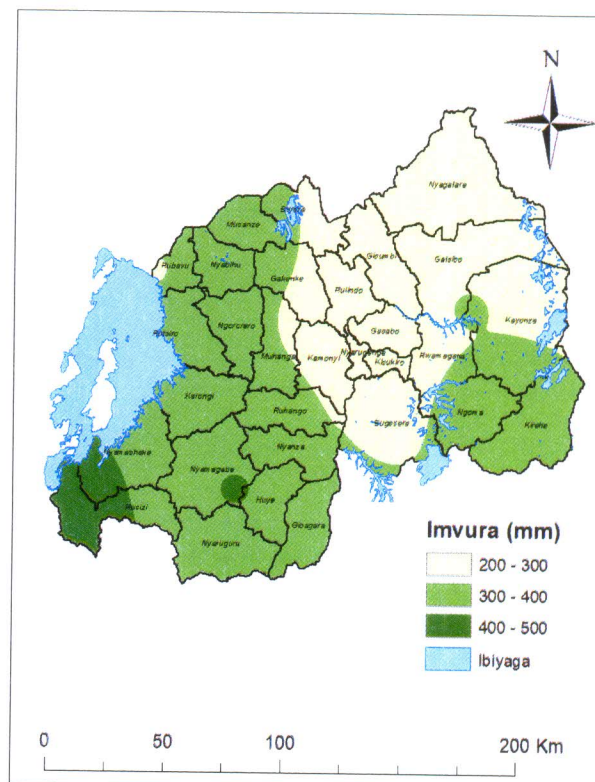 N
Nyagatare
Burera
Musanze
Gicumbi
Gatsibo
Rubavu
Nyabihu
Gakenke
Rulindo
Kayonza
Rutsiro
Ngororero
Gasabo
Nyarugenge
Muhanga
Kamonyi
Kicukiro
Rwamagana
Karongi
Ruhango
Bugesera
Ngoma
Kirehe
Nyamasheke
Nyanza
Nyamagabe
Huye
Rusizi
Gisagara
Nyaruguru
Imvura (mm)
200 - 300
300 - 400
400 - 500
Ibiyaga
0 50 100 200 Km